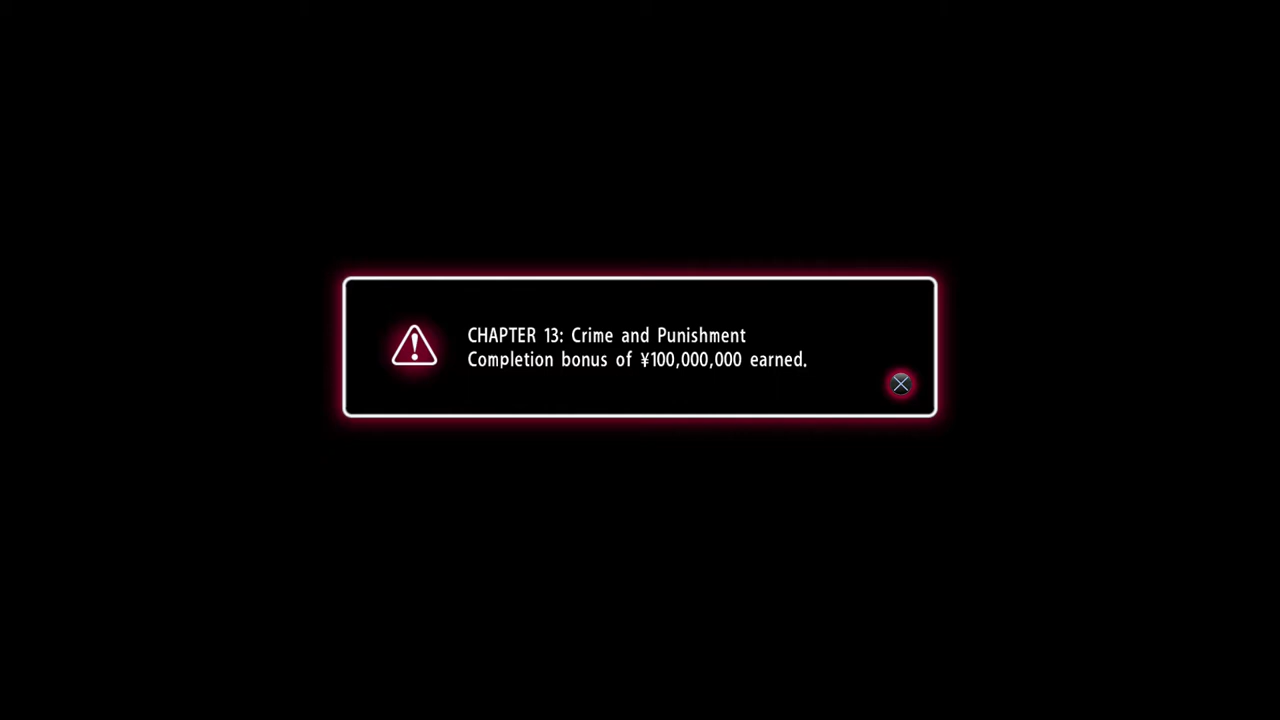 CHAPTER 13: Crime and Punishment
Completion bonus of ¥100,000,000 earned.